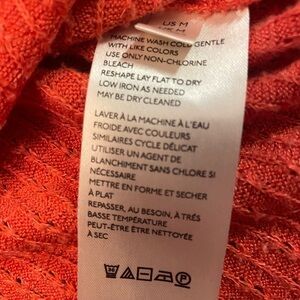 US M
M
MACHINE WASH COLD GENTLE
WITH LIKE COLORS
USE ONLY NON-CHLORINE
BLEACH
RESHAPE LAY FLAT TO DRY
LOW IRON AS NEEDED
MAY BE DRY CLEANED
LAVER À LA MACHINE À L'EAU
FROIDE AVEC COULEURS
SIMILAIRES CYCLE DÉLICAT
UTILISER UN AGENT DE
BLANCHIMENT SANS CHLORE SI
NÉCESSAIRE
METTRE EN FORME ET SECHER
À PLAT
REPASSER, AU BESOIN, À TRÉS
BASSE TEMPÉRATURE
PEUT-ÊTRE ÊTRE NETTOYÉE
À SEC
P